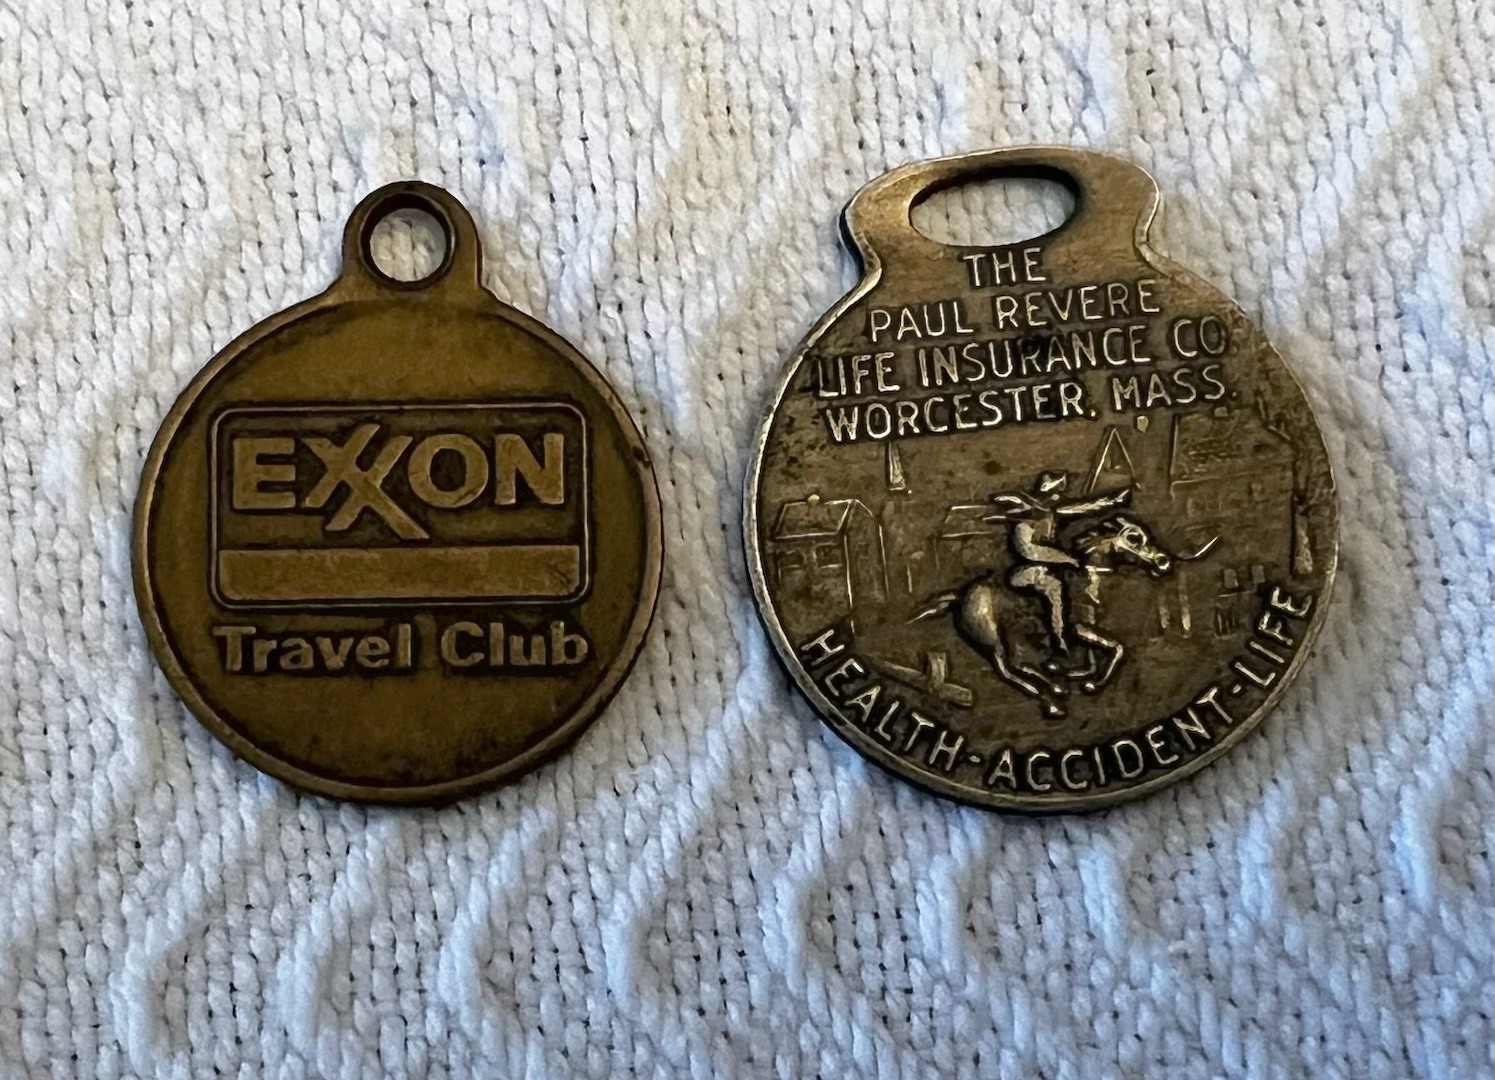 EXXON
Travel Club
THE
PAUL REVERE
LIFE INSURANCE CO
WORCESTER, MASS.
HEALTH-ACCIDENT-LIFE